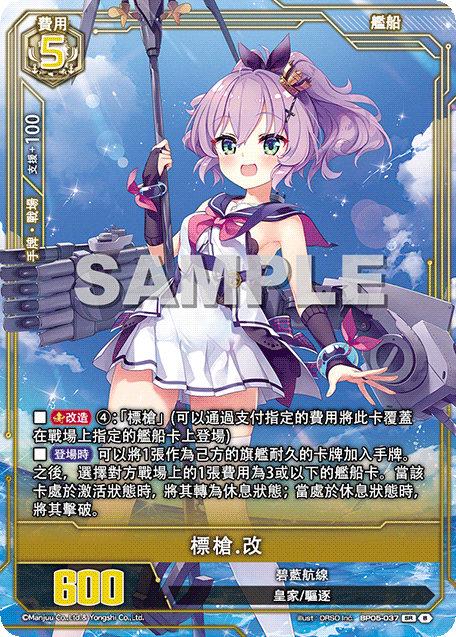 費用
5
艦船
手牌・戰場／支援+100
SAMPLE
■ 改造 ④：「標槍」(可以通過支付指定的費用將此卡覆蓋
在戰場上指定的艦船卡上登場)
■ 登場時 可以將1張作為己方的旗艦耐久的卡牌加入手牌。
之後，選擇對方戰場上的1張費用為3或以下的艦船卡。當該
卡處於激活狀態時，將其轉為休息狀態；當處於休息狀態時，
將其擊破。
標槍.改
600
碧藍航線
皇家/驅逐
©Manjuu Co.,Ltd & Yongshi Co.,Ltd.
illust ORSO Inc. BP05-037 SR R